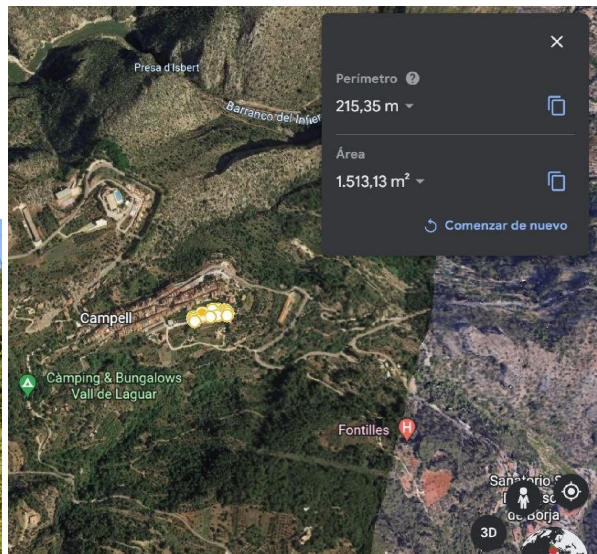 Presa d'Isbert
Barranco del Infier
Perímetro
215,35 m
Área
1.513,13 m²
Comenzar de nuevo
Campell
Càmping & Bungalows
Vall de Laguar
Fontilles
H
Sanatorio S
de Borja
3D